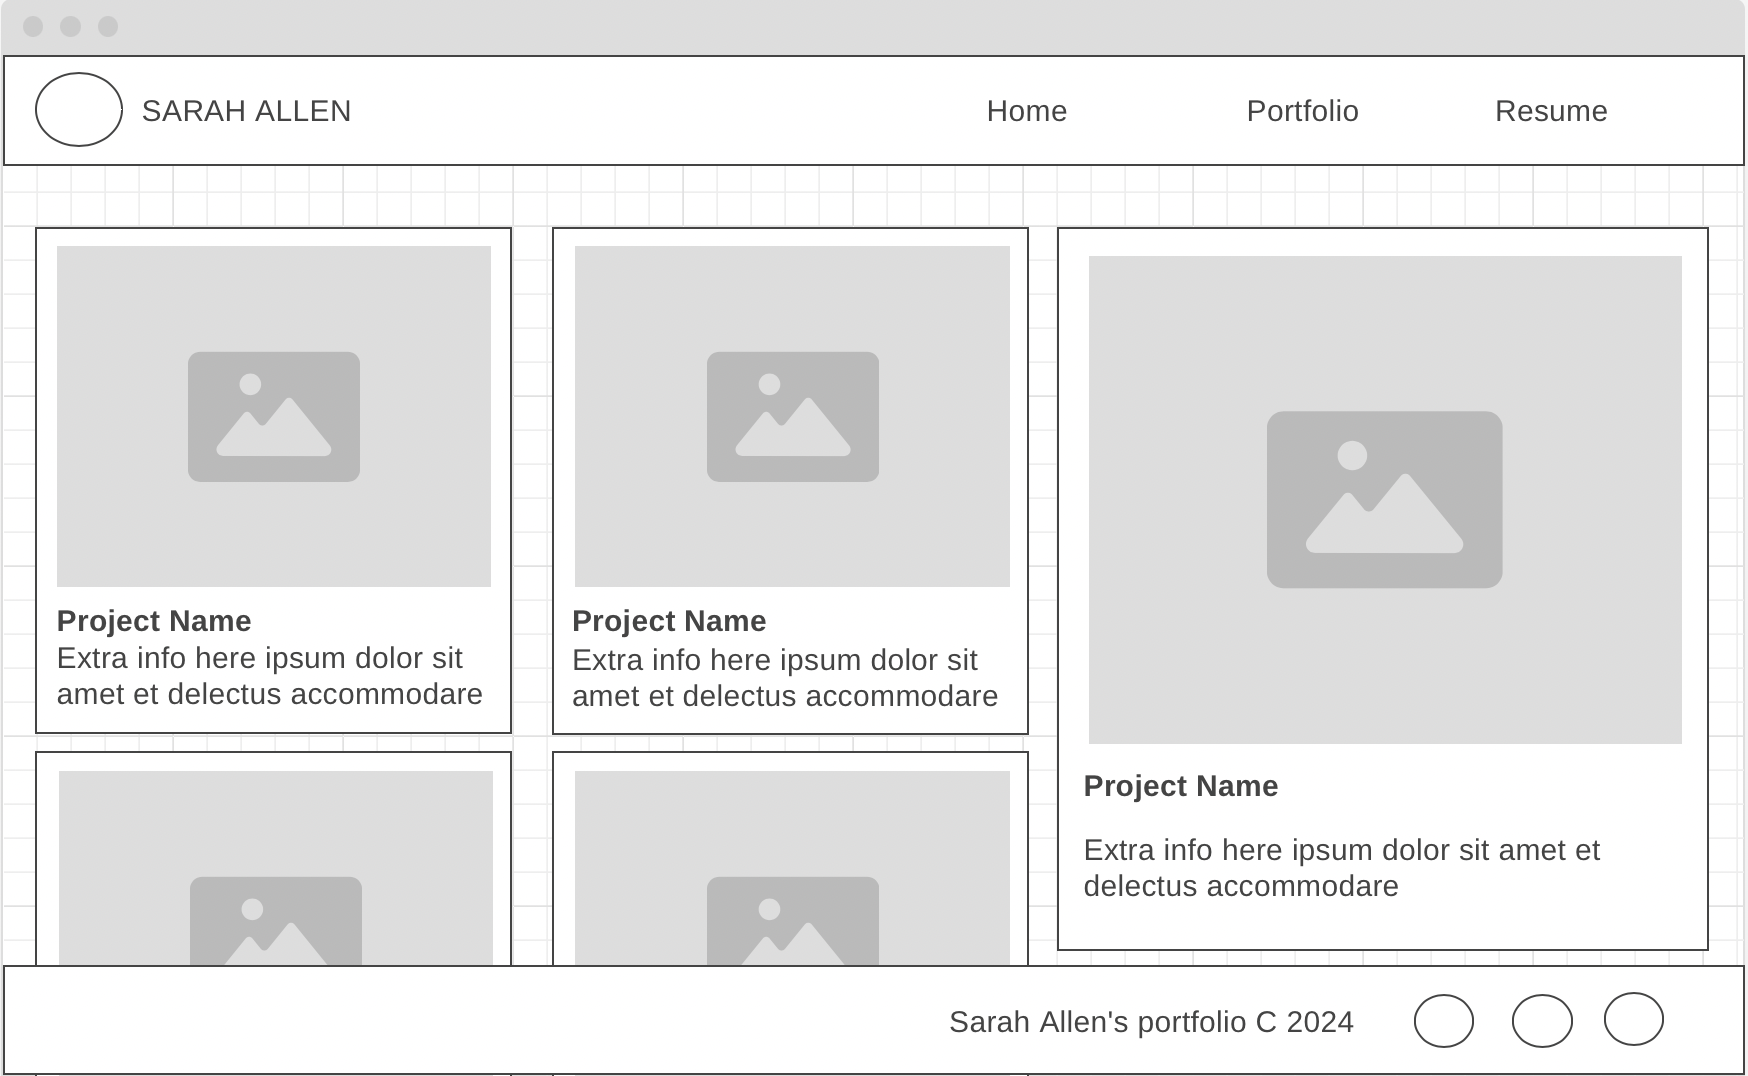 SARAH ALLEN
Home
Portfolio
Resume
Project Name
Extra info here ipsum dolor sit
amet et delectus accommodare
Project Name
Extra info here ipsum dolor sit
amet et delectus accommodare
Project Name
Extra info here ipsum dolor sit amet et
delectus accommodare
Sarah Allen's portfolio C 2024